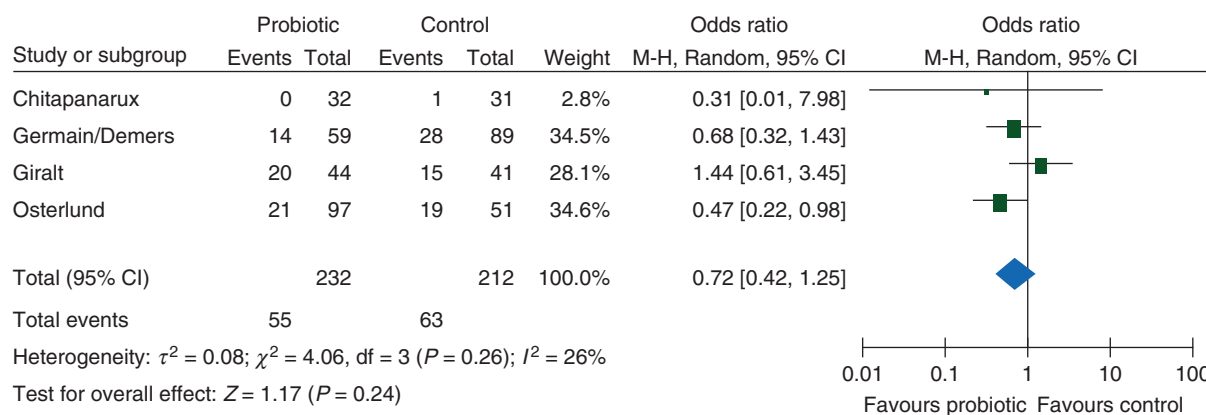 Probiotic Control Odds ratio Odds ratio
Study or subgroup Events Total Events Total Weight M-H, Random, 95% CI M-H, Random, 95% CI
Chitapanarux 0 32 1 31 2.8% 0.31 [0.01, 7.98]
Germain/Demers 14 59 28 89 34.5% 0.68 [0.32, 1.43]
Giralt 20 44 15 41 28.1% 1.44 [0.61, 3.45]
Osterlund 21 97 19 51 34.6% 0.47 [0.22, 0.98]
Total (95% CI) 232 212 100.0% 0.72 [0.42, 1.25]
Total events 55 63
Heterogeneity: τ² = 0.08; χ² = 4.06, df = 3 (P = 0.26); I² = 26%
Test for overall effect: Z = 1.17 (P = 0.24)
0.01 0.1 1 10 100
Favours probiotic Favours control